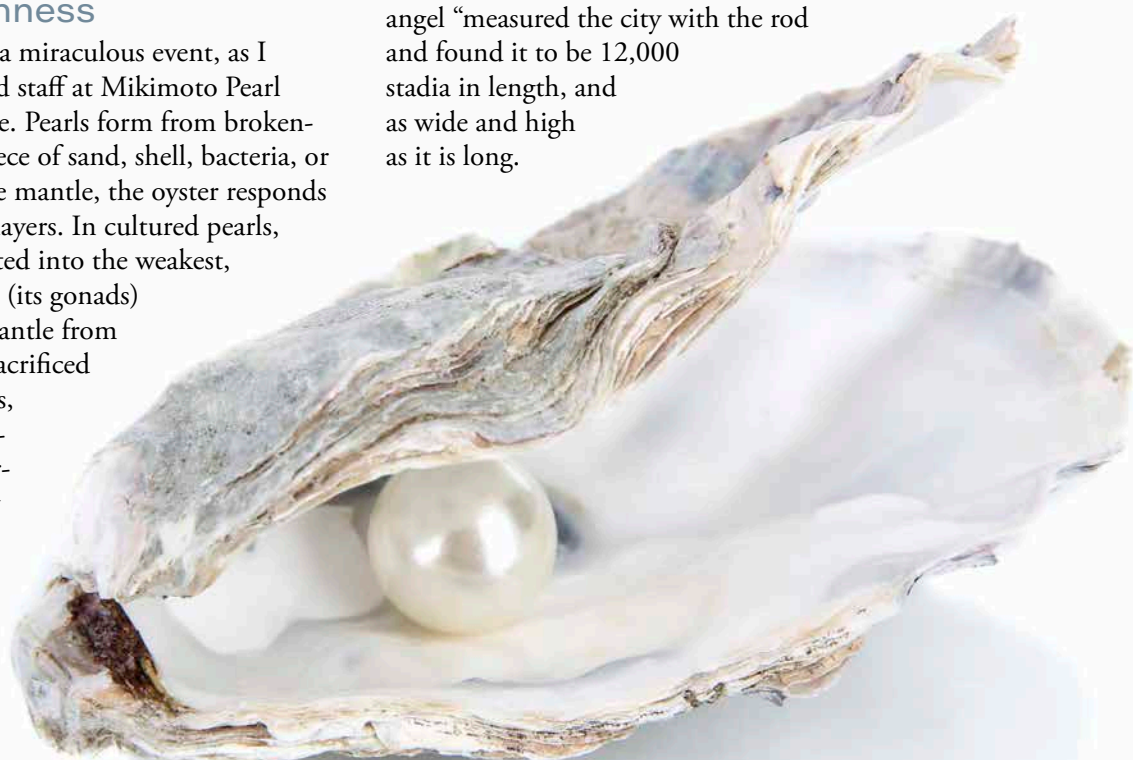 nness
a miraculous event, as I
d staff at Mikimoto Pearl
e. Pearls form from broken-
ece of sand, shell, bacteria, or
e mantle, the oyster responds
ayers. In cultured pearls,
ted into the weakest,
(its gonads)
antle from
acrificed
s,
-
-
angel “measured the city with the rod
and found it to be 12,000
stadia in length, and
as wide and high
as it is long.